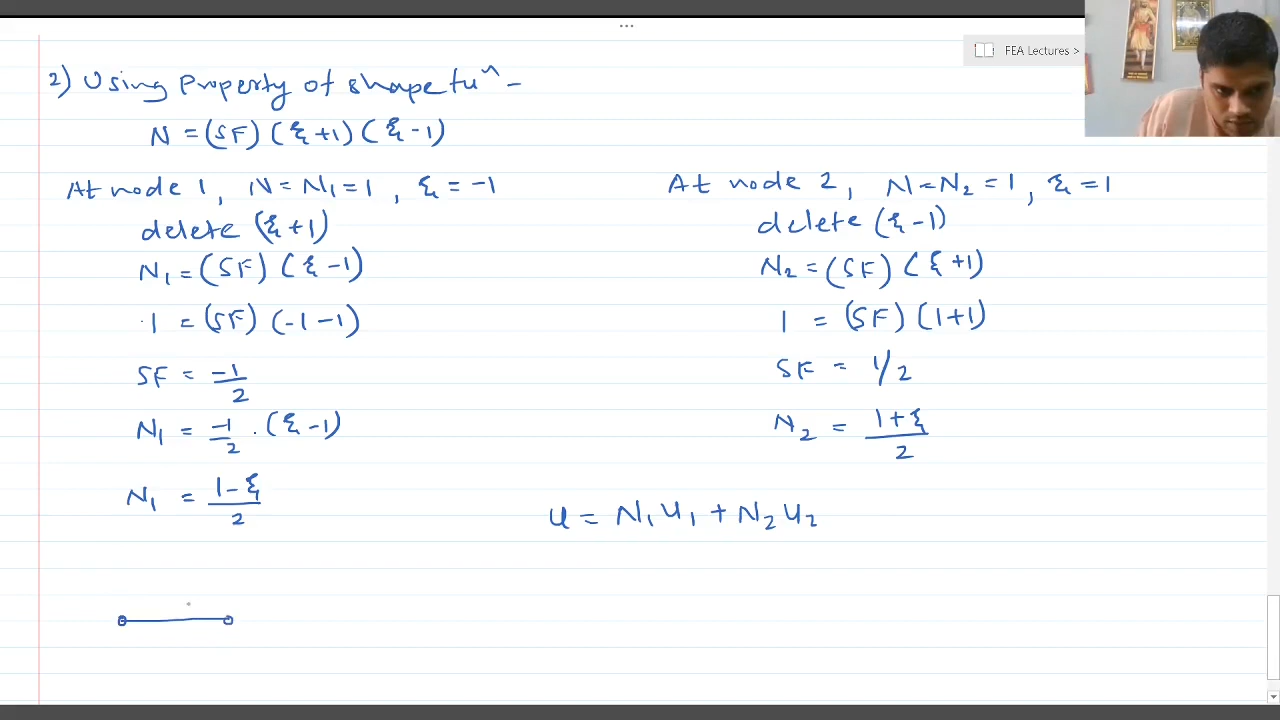 FEA Lectures >
2) Using Property of shape fuⁿ -
N = (SF) (ξ+1) (ξ-1)
At node 1, N = N₁ = 1, ξ = -1
delete (ξ+1)
N₁ = (SF) (ξ-1)
1 = (SF) (-1-1)
SF = -1/2
N₁ = -1/2 . (ξ-1)
N₁ = 1-ξ/2
At node 2, N = N₂ = 1, ξ = 1
delete (ξ-1)
N₂ = (SF) (ξ+1)
1 = (SF) (1+1)
SF = 1/2
N₂ = 1+ξ/2
u = N₁u₁ + N₂u₂